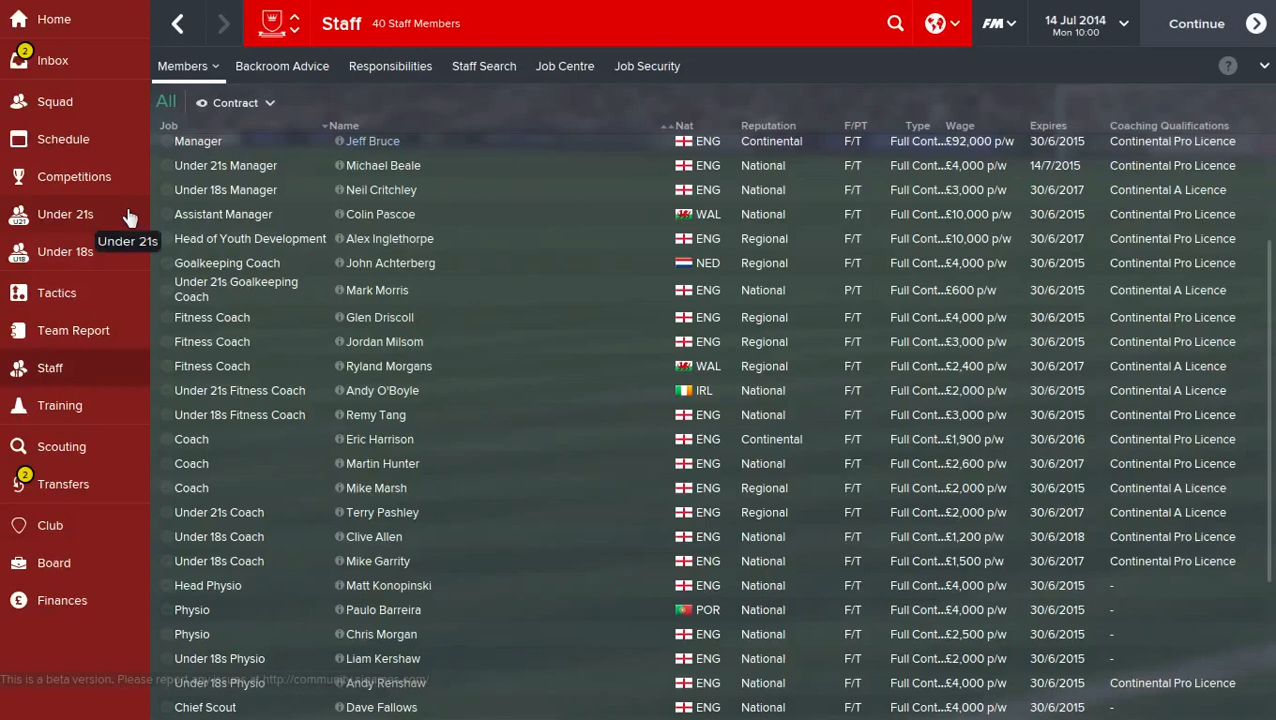 Home
2
Inbox
Squad
Schedule
Competitions
Under 21s
Under 21s
Under 18s
Tactics
Team Report
Staff
Training
Scouting
2
Transfers
Club
Board
Finances
Staff 40 Staff Members
FM
14 Jul 2014
Mon 10:00
Continue
Members Backroom Advice Responsibilities Staff Search Job Centre Job Security ?
All Contract
Job Name Nat Reputation F/PT Type Wage Expires Coaching Qualifications
Manager Jeff Bruce ENG Continental F/T Full Cont...£92,000 p/w 30/6/2015 Continental Pro Licence
Under 21s Manager Michael Beale ENG National F/T Full Cont...£4,000 p/w 14/7/2015 Continental Pro Licence
Under 18s Manager Neil Critchley ENG National F/T Full Cont...£3,000 p/w 30/6/2017 Continental A Licence
Assistant Manager Colin Pascoe WAL National F/T Full Cont...£10,000 p/w 30/6/2015 Continental Pro Licence
Head of Youth Development Alex Inglethorpe ENG Regional F/T Full Cont...£10,000 p/w 30/6/2017 Continental Pro Licence
Goalkeeping Coach John Achterberg NED Regional F/T Full Cont...£4,000 p/w 30/6/2015 Continental Pro Licence
Under 21s Goalkeeping
Coach Mark Morris ENG National P/T Full Cont...£600 p/w 30/6/2015 Continental A Licence
Fitness Coach Glen Driscoll ENG Regional F/T Full Cont...£4,000 p/w 30/6/2015 Continental Pro Licence
Fitness Coach Jordan Milsom ENG Regional F/T Full Cont...£3,000 p/w 30/6/2015 Continental Pro Licence
Fitness Coach Ryland Morgans WAL Regional F/T Full Cont...£2,400 p/w 30/6/2015 Continental A Licence
Under 21s Fitness Coach Andy O'Boyle IRL National F/T Full Cont...£2,000 p/w 30/6/2015 Continental A Licence
Under 18s Fitness Coach Remy Tang ENG National F/T Full Cont...£3,000 p/w 30/6/2015 Continental Pro Licence
Coach Eric Harrison ENG Continental F/T Full Cont...£1,900 p/w 30/6/2016 Continental Pro Licence
Coach Martin Hunter ENG National F/T Full Cont...£2,600 p/w 30/6/2017 Continental Pro Licence
Coach Mike Marsh ENG Regional F/T Full Cont...£2,000 p/w 30/6/2015 Continental A Licence
Under 21s Coach Terry Pashley ENG Regional F/T Full Cont...£2,000 p/w 30/6/2017 Continental A Licence
Under 18s Coach Clive Allen ENG National F/T Full Cont...£1,200 p/w 30/6/2018 Continental Pro Licence
Under 18s Coach Mike Garrity ENG National F/T Full Cont...£1,500 p/w 30/6/2017 Continental Pro Licence
Head Physio Matt Konopinski ENG National F/T Full Cont...£4,000 p/w 30/6/2015 -
Physio Paulo Barreira POR National F/T Full Cont...£4,000 p/w 30/6/2015 -
Physio Chris Morgan ENG National F/T Full Cont...£2,500 p/w 30/6/2015 -
Under 18s Physio Liam Kershaw ENG National F/T Full Cont...£2,000 p/w 30/6/2015 -
Under 18s Physio Andy Renshaw ENG National F/T Full Cont...£4,000 p/w 30/6/2015 Continental Pro Licence
Chief Scout Dave Fallows ENG National F/T Full Cont...£4,000 p/w 30/6/2015 -
This is a beta version. Please report any issues at http://community.sigames.com/